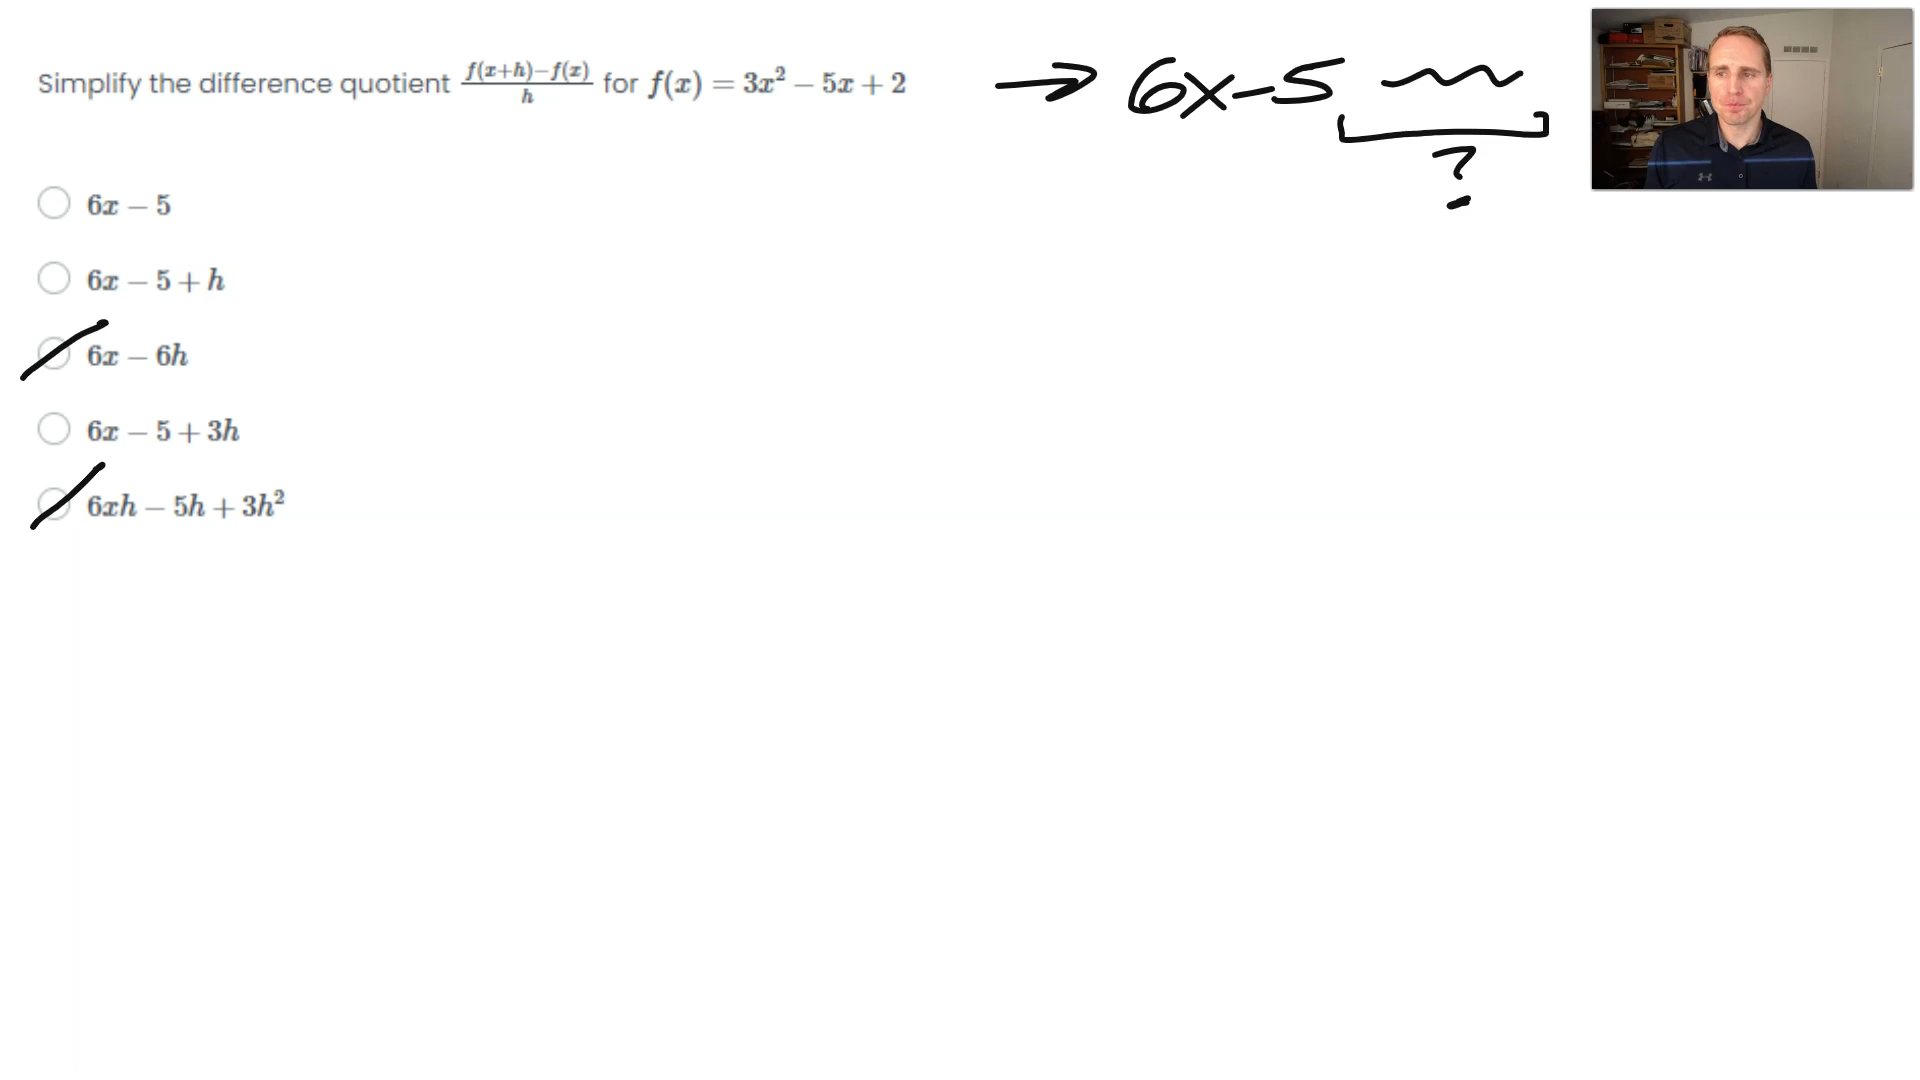 Simplify the difference quotient \frac{f(x+h)-f(x)}{h} for f(x) = 3x² − 5x + 2 → 6x-5
?
6x − 5
6x − 5 + h
6x − 6h
6x − 5 + 3h
6xh − 5h + 3h²